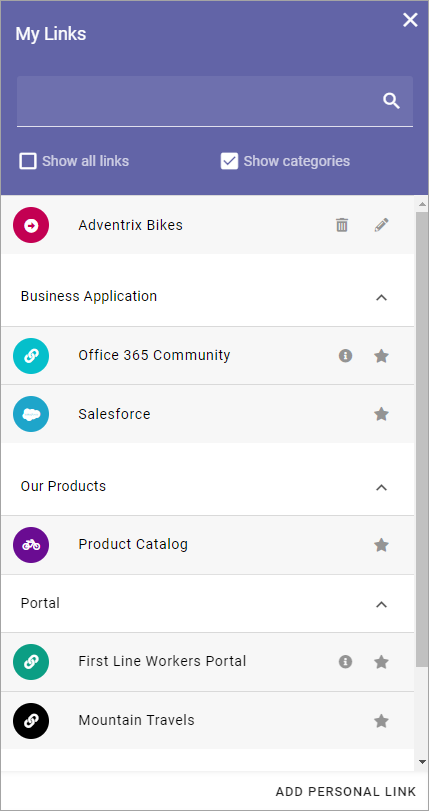 My Links
Show all links
Show categories
Adventrix Bikes
Business Application
Office 365 Community
Salesforce
Our Products
Product Catalog
Portal
First Line Workers Portal
Mountain Travels
ADD PERSONAL LINK